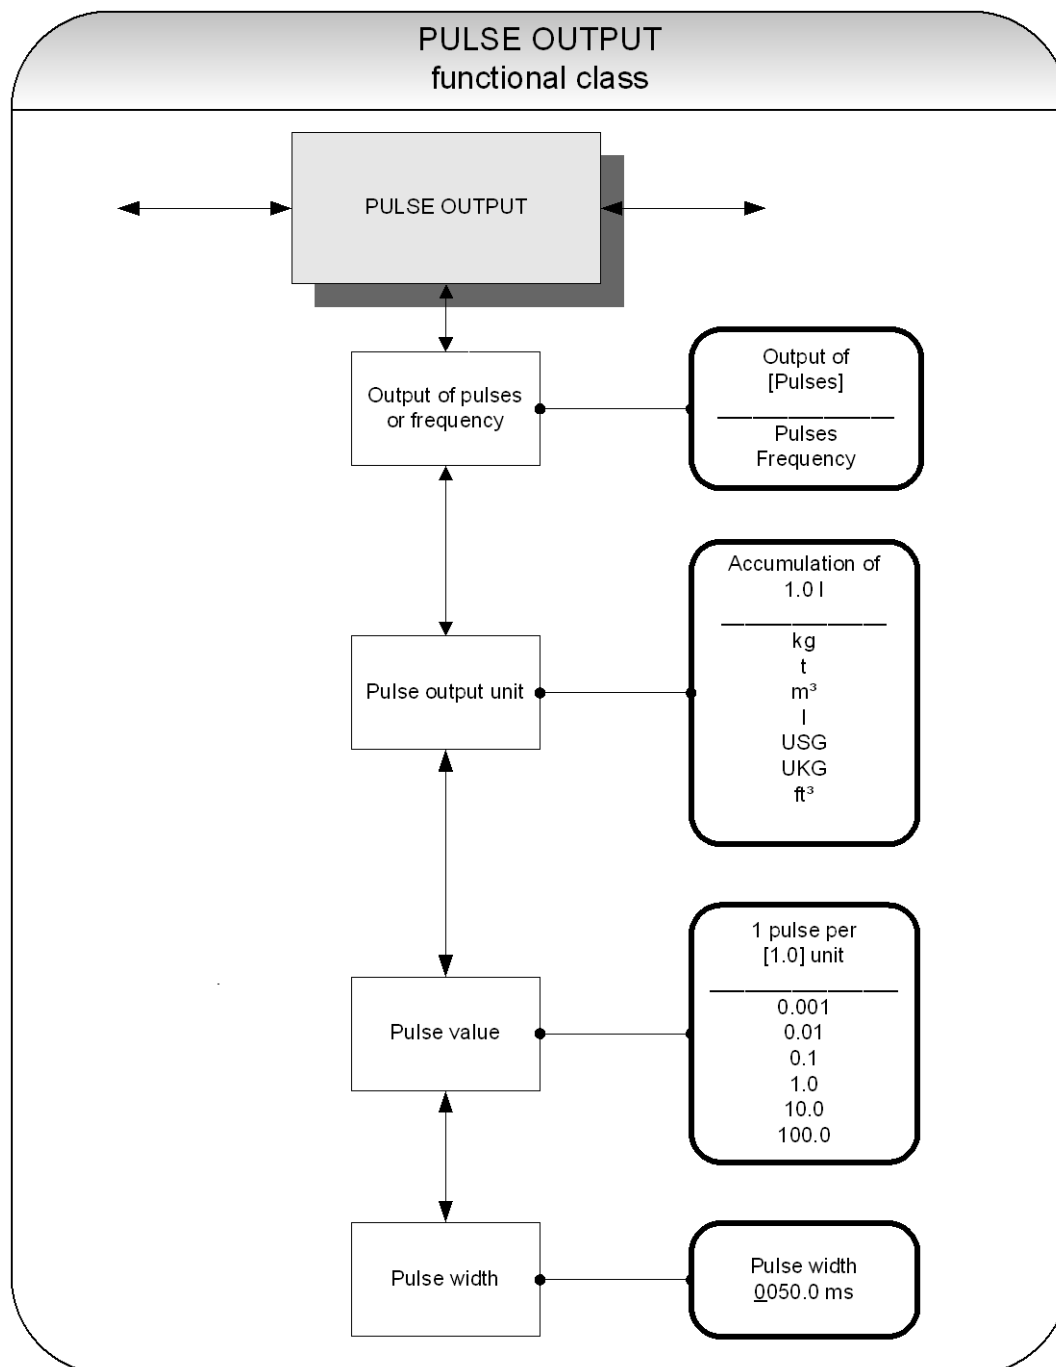 PULSE OUTPUT
functional class
PULSE OUTPUT
Output of pulses
or frequency
Output of
[Pulses]
Pulses
Frequency
Pulse output unit
Accumulation of
1.0 l
kg
t
m³
l
USG
UKG
ft³
Pulse value
1 pulse per
[1.0] unit
0.001
0.01
0.1
1.0
10.0
100.0
Pulse width
Pulse width
0050.0 ms